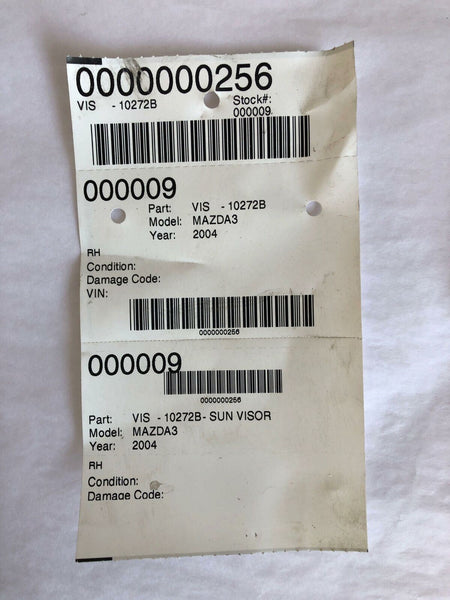 0000000256
VIS - 10272B
Stock#:
000009
000009
Part: VIS - 10272B
Model: MAZDA3
Year: 2004
RH
Condition:
Damage Code:
VIN:
0000000256
000009
0000000256
Part: VIS - 10272B- SUN VISOR
Model: MAZDA3
Year: 2004
RH
Condition:
Damage Code: